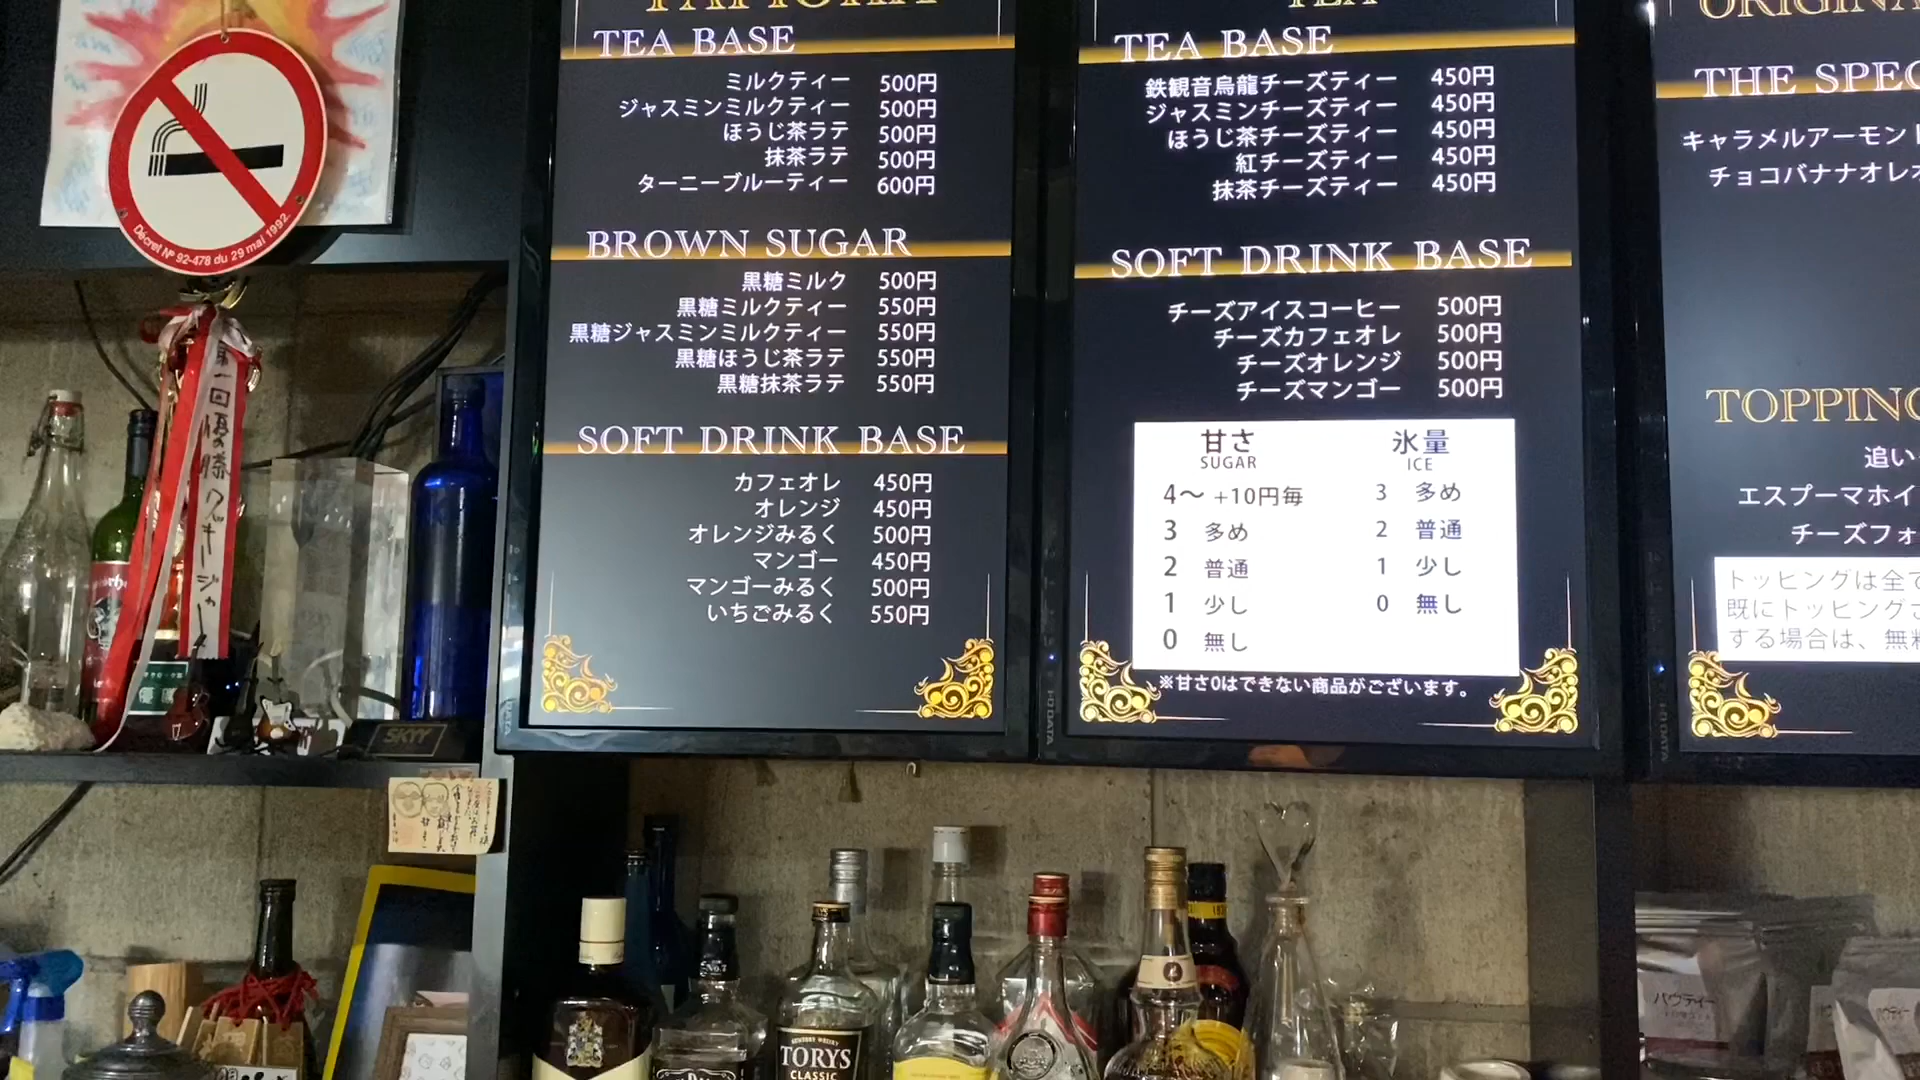 Décret Nº 92-478 du 29 mai 1992.
TEA BASE
ミルクティー 500円
ジャスミンミルクティー 500円
ほうじ茶ラテ 500円
抹茶ラテ 500円
ターニーブルーティー 600円
BROWN SUGAR
黒糖ミルク 500円
黒糖ミルクティー 550円
黒糖ジャスミンミルクティー 550円
黒糖ほうじ茶ラテ 550円
黒糖抹茶ラテ 550円
SOFT DRINK BASE
カフェオレ 450円
オレンジ 450円
オレンジみるく 500円
マンゴー 450円
マンゴーみるく 500円
いちごみるく 550円
TEA
TEA BASE
鉄観音烏龍チーズティー 450円
ジャスミンチーズティー 450円
ほうじ茶チーズティー 450円
紅チーズティー 450円
抹茶チーズティー 450円
SOFT DRINK BASE
チーズアイスコーヒー 500円
チーズカフェオレ 500円
チーズオレンジ 500円
チーズマンゴー 500円
甘さ 氷量
SUGAR ICE
4〜 +10円毎 3 多め
3 多め 2 普通
2 普通 1 少し
1 少し 0 無し
0 無し
※甘さ0はできない商品がございます。
ORIGINA
THE SPEC
キャラメルアーモンド
チョコバナナオレオ
TOPPING
追い
エスプーマホイ
チーズフォ
トッピングは全て
既にトッピングさ
する場合は、無料
第一回優勝
SKYY
TORYS
CLASSIC